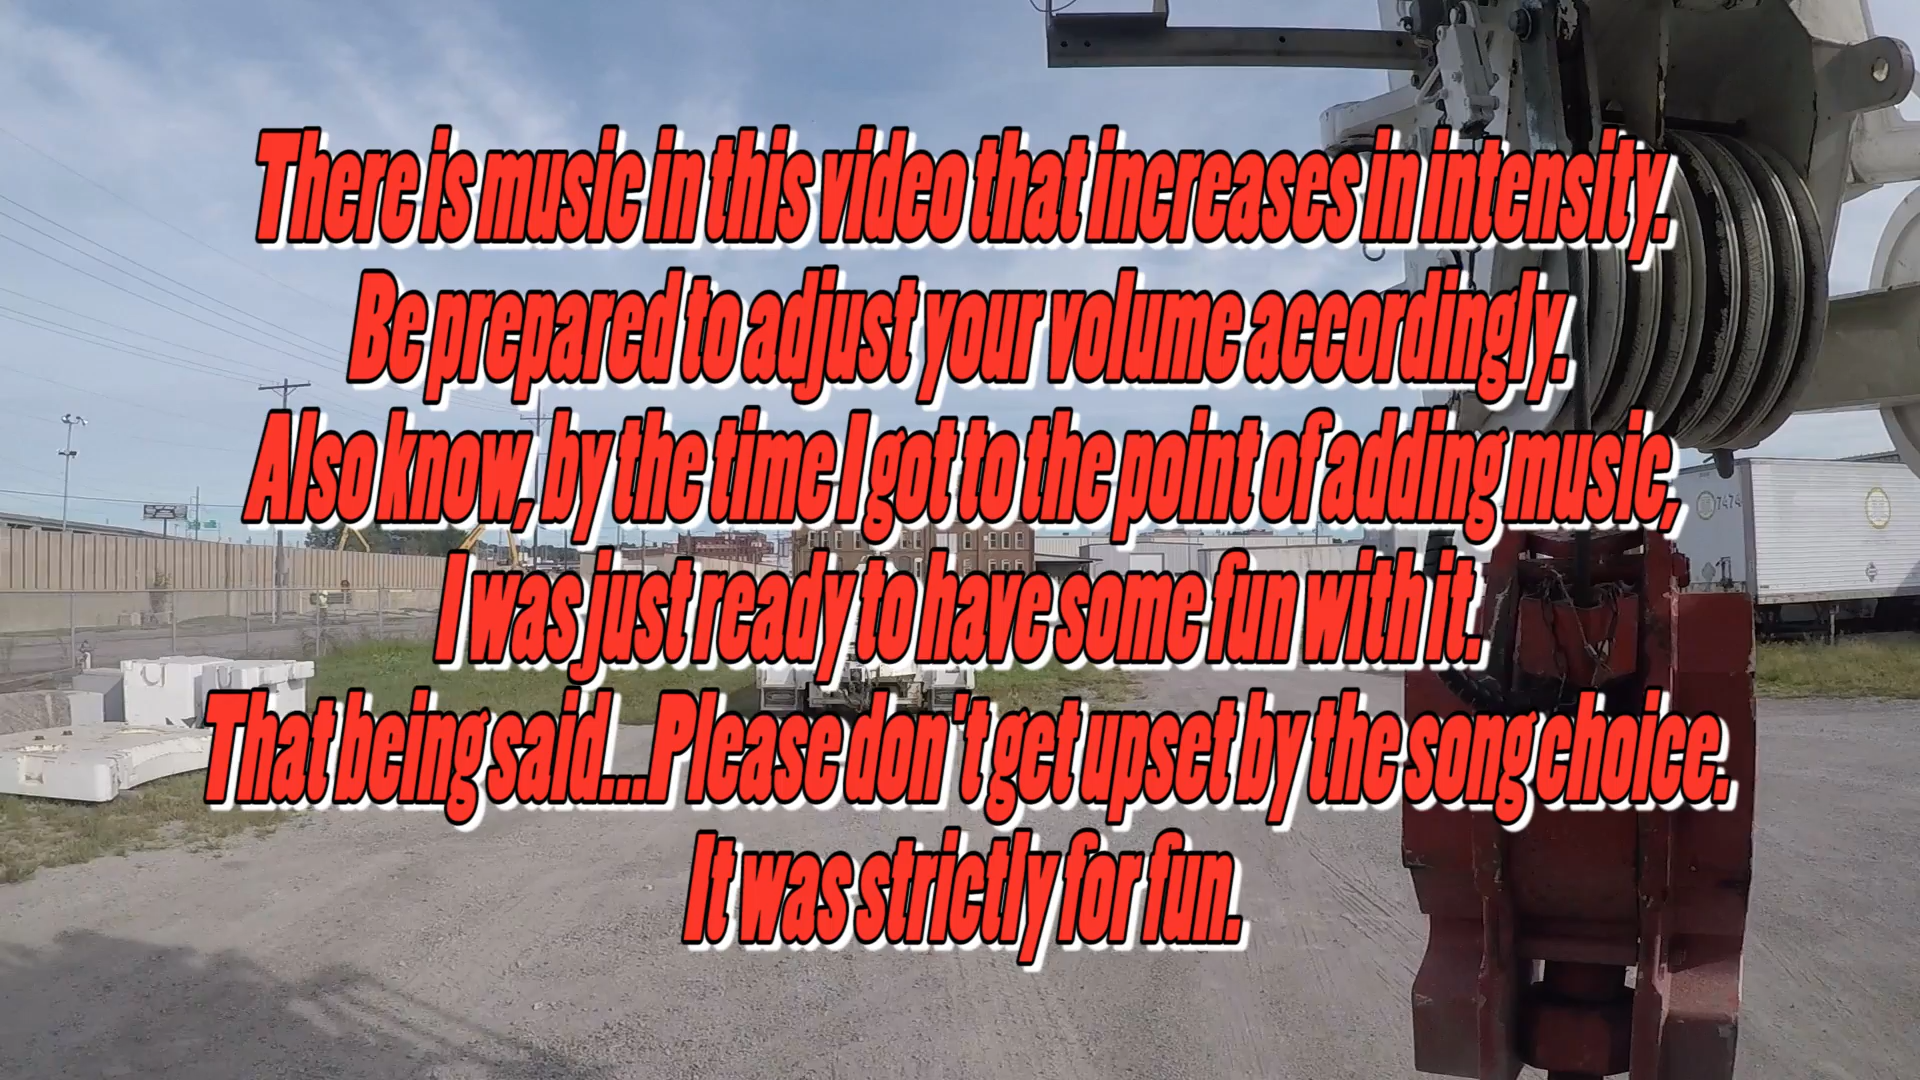 There is music in this video that increases in intensity.
Be prepared to adjust your volume accordingly.
Also know, by the time I got to the point of adding music,
I was just ready to have some fun with it.
That being said...Please don't get upset by the song choice.
It was strictly for fun.
7474